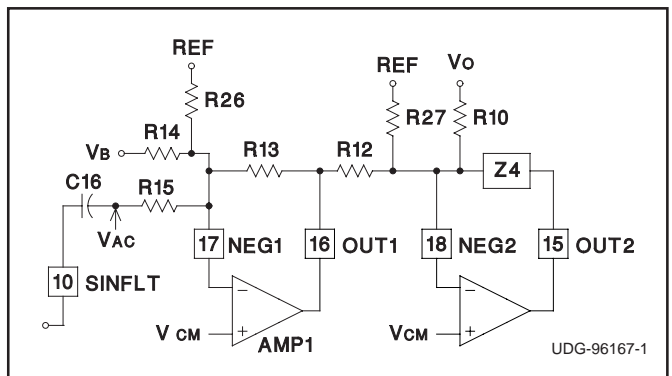 REF
REF
VO
R26
R27
R10
R14
VB
R13
R12
C16
R15
Z4
VAC
17
NEG1
16
OUT1
18
NEG2
15
OUT2
10
SINFLT
−
−
VCM
+
AMP1
VCM
+
UDG-96167-1